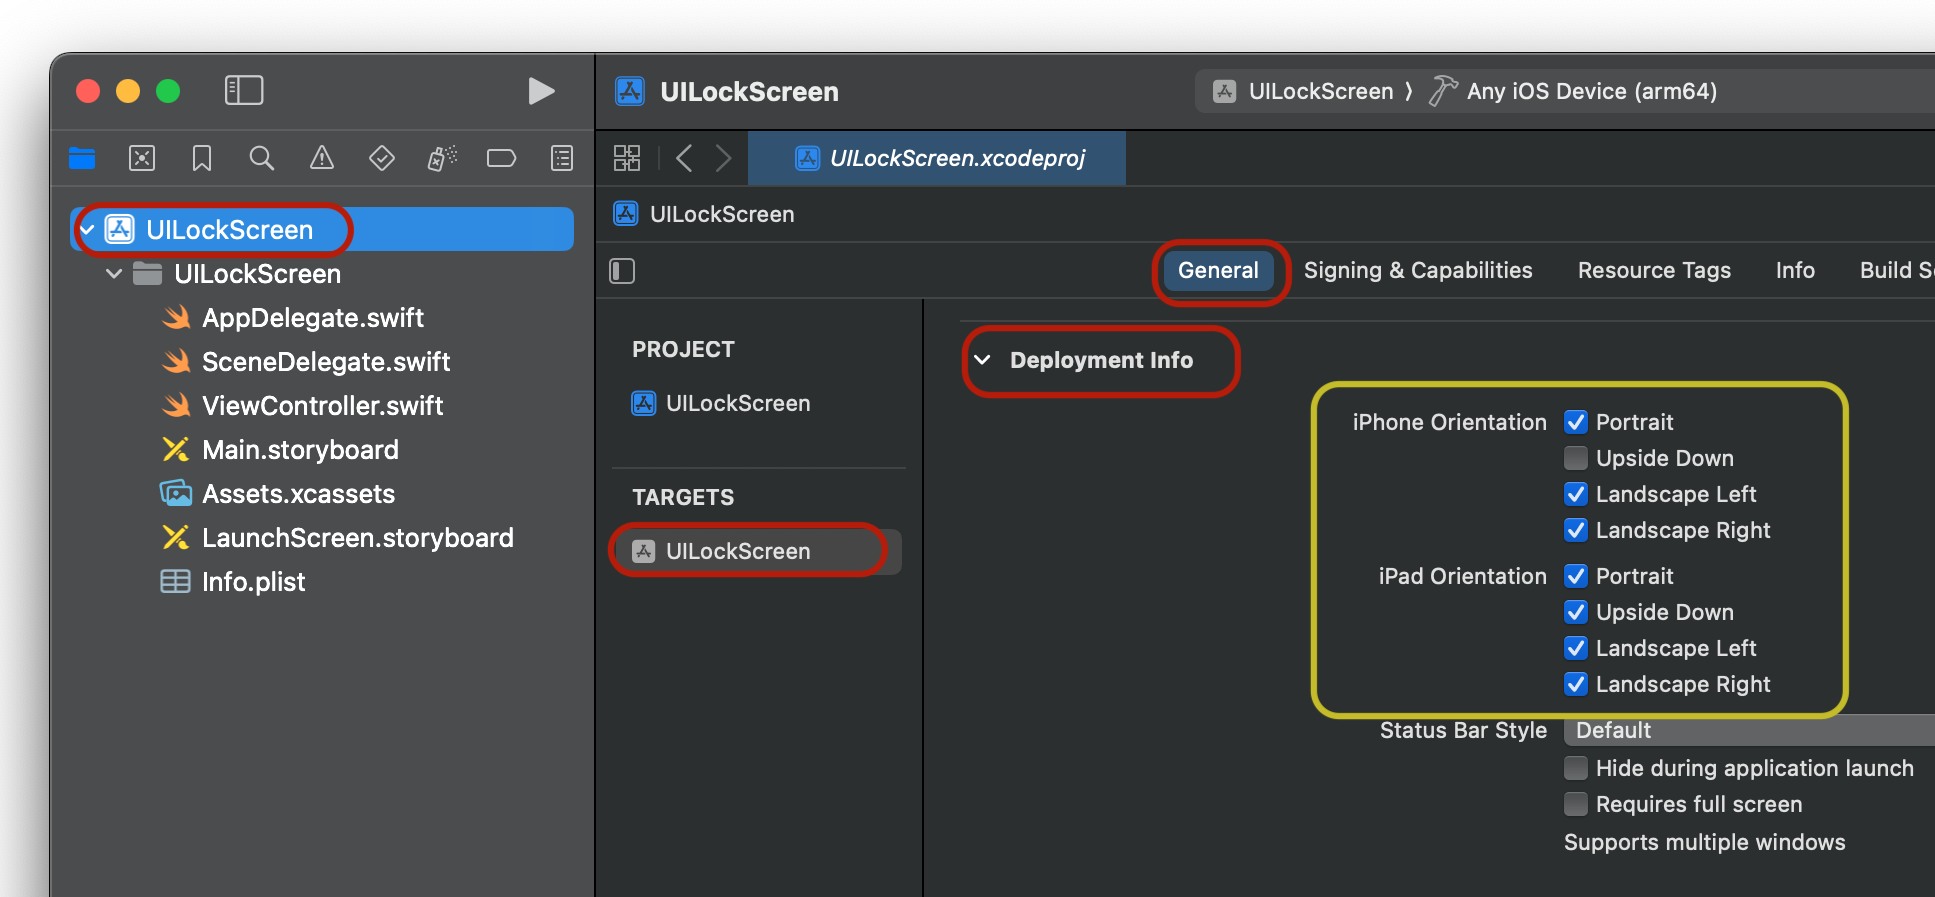 UILockScreen
UILockScreen
Any iOS Device (arm64)
UILockScreen.xcodeproj
UILockScreen
UILockScreen
UILockScreen
AppDelegate.swift
SceneDelegate.swift
ViewController.swift
Main.storyboard
Assets.xcassets
LaunchScreen.storyboard
Info.plist
General
Signing & Capabilities
Resource Tags
Info
Build S
PROJECT
UILockScreen
TARGETS
UILockScreen
Deployment Info
iPhone Orientation
Portrait
Upside Down
Landscape Left
Landscape Right
iPad Orientation
Portrait
Upside Down
Landscape Left
Landscape Right
Status Bar Style
Default
Hide during application launch
Requires full screen
Supports multiple windows